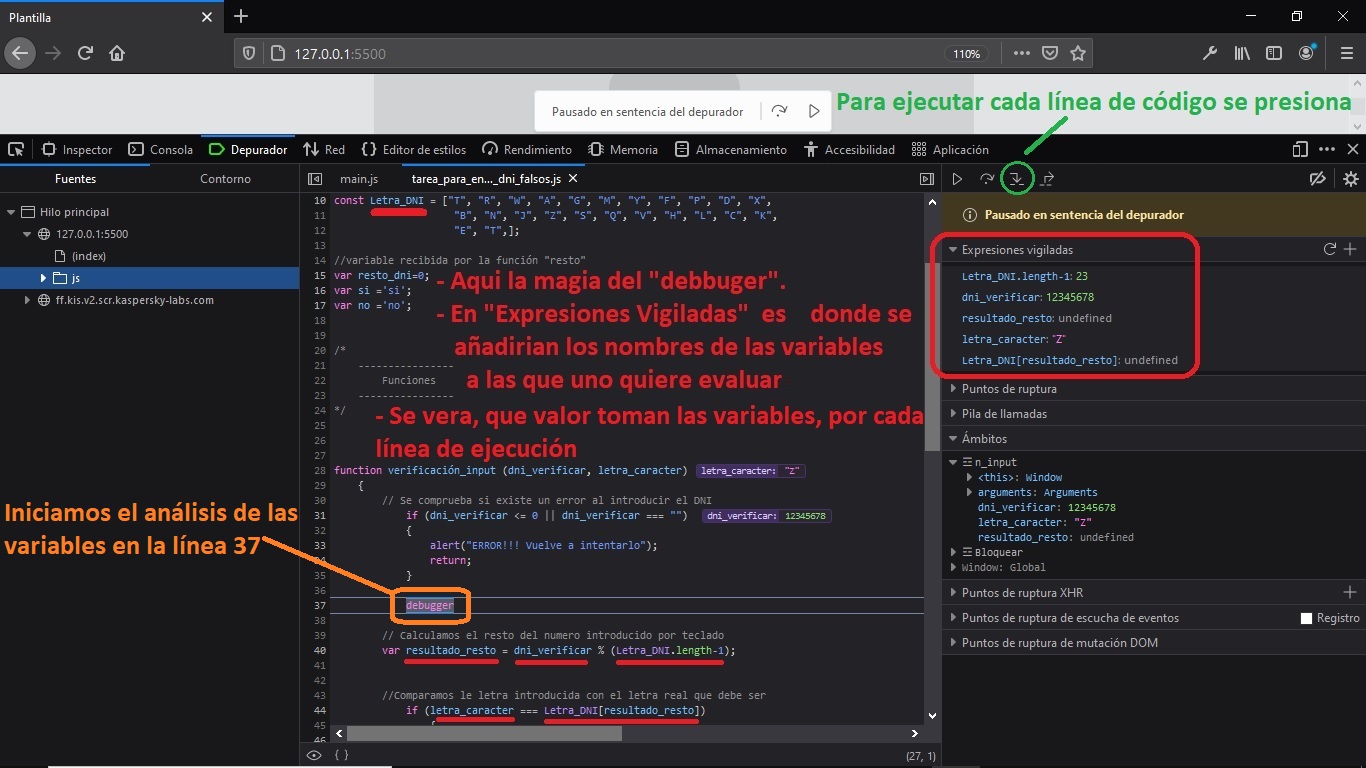 Plantilla
127.0.0.1:5500
110%
Pausado en sentencia del depurador
Para ejecutar cada línea de código se presiona
Inspector
Consola
Depurador
Red
Editor de estilos
Rendimiento
Memoria
Almacenamiento
Accesibilidad
Aplicación
Fuentes
Contorno
Hilo principal
127.0.0.1:5500
(index)
js
ff.kis.v2.scr.kaspersky-labs.com
Iniciamos el análisis de las
variables en la línea 37
main.js
tarea_para_en..._dni_falsos.js
10 const Letra_DNI = ["T", "R", "W", "A", "G", "M", "Y", "F", "P", "D", "X",
11 "B", "N", "J", "Z", "S", "Q", "V", "H", "L", "C", "K",
12 "E", "T",];
13
14 //variable recibida por la función "resto"
15 var resto_dni=0;
16 var si ='si';
17 var no ='no';
18
19
20 /*
21 ---------------
22 Funciones
23 ---------------
24 */
25
26
27
28 function verificación_input (dni_verificar, letra_caracter) letra_caracter: "Z"
29 {
30 // Se comprueba si existe un error al introducir el DNI
31 if (dni_verificar <= 0 || dni_verificar === "") dni_verificar: 12345678
32 {
33 alert("ERROR!!! Vuelve a intentarlo");
34 return;
35 }
36
37 debugger
38
39 // Calculamos el resto del numero introducido por teclado
40 var resultado_resto = dni_verificar % (Letra_DNI.length-1);
41
42
43 //Comparamos le letra introducida con el letra real que debe ser
44 if (letra_caracter === Letra_DNI[resultado_resto])
45 {
46
(27, 1)
- Aqui la magia del "debbuger".
- En "Expresiones Vigiladas" es donde se
añadirian los nombres de las variables
a las que uno quiere evaluar
- Se vera, que valor toman las variables, por cada
línea de ejecución
Pausado en sentencia del depurador
Expresiones vigiladas
Letra_DNI.length-1: 23
dni_verificar: 12345678
resultado_resto: undefined
letra_caracter: "Z"
Letra_DNI[resultado_resto]: undefined
Puntos de ruptura
Pila de llamadas
Ámbitos
n_input
<this>: Window
arguments: Arguments
dni_verificar: 12345678
letra_caracter: "Z"
resultado_resto: undefined
Bloquear
Window: Global
Puntos de ruptura XHR
Puntos de ruptura de escucha de eventos
Registro
Puntos de ruptura de mutación DOM